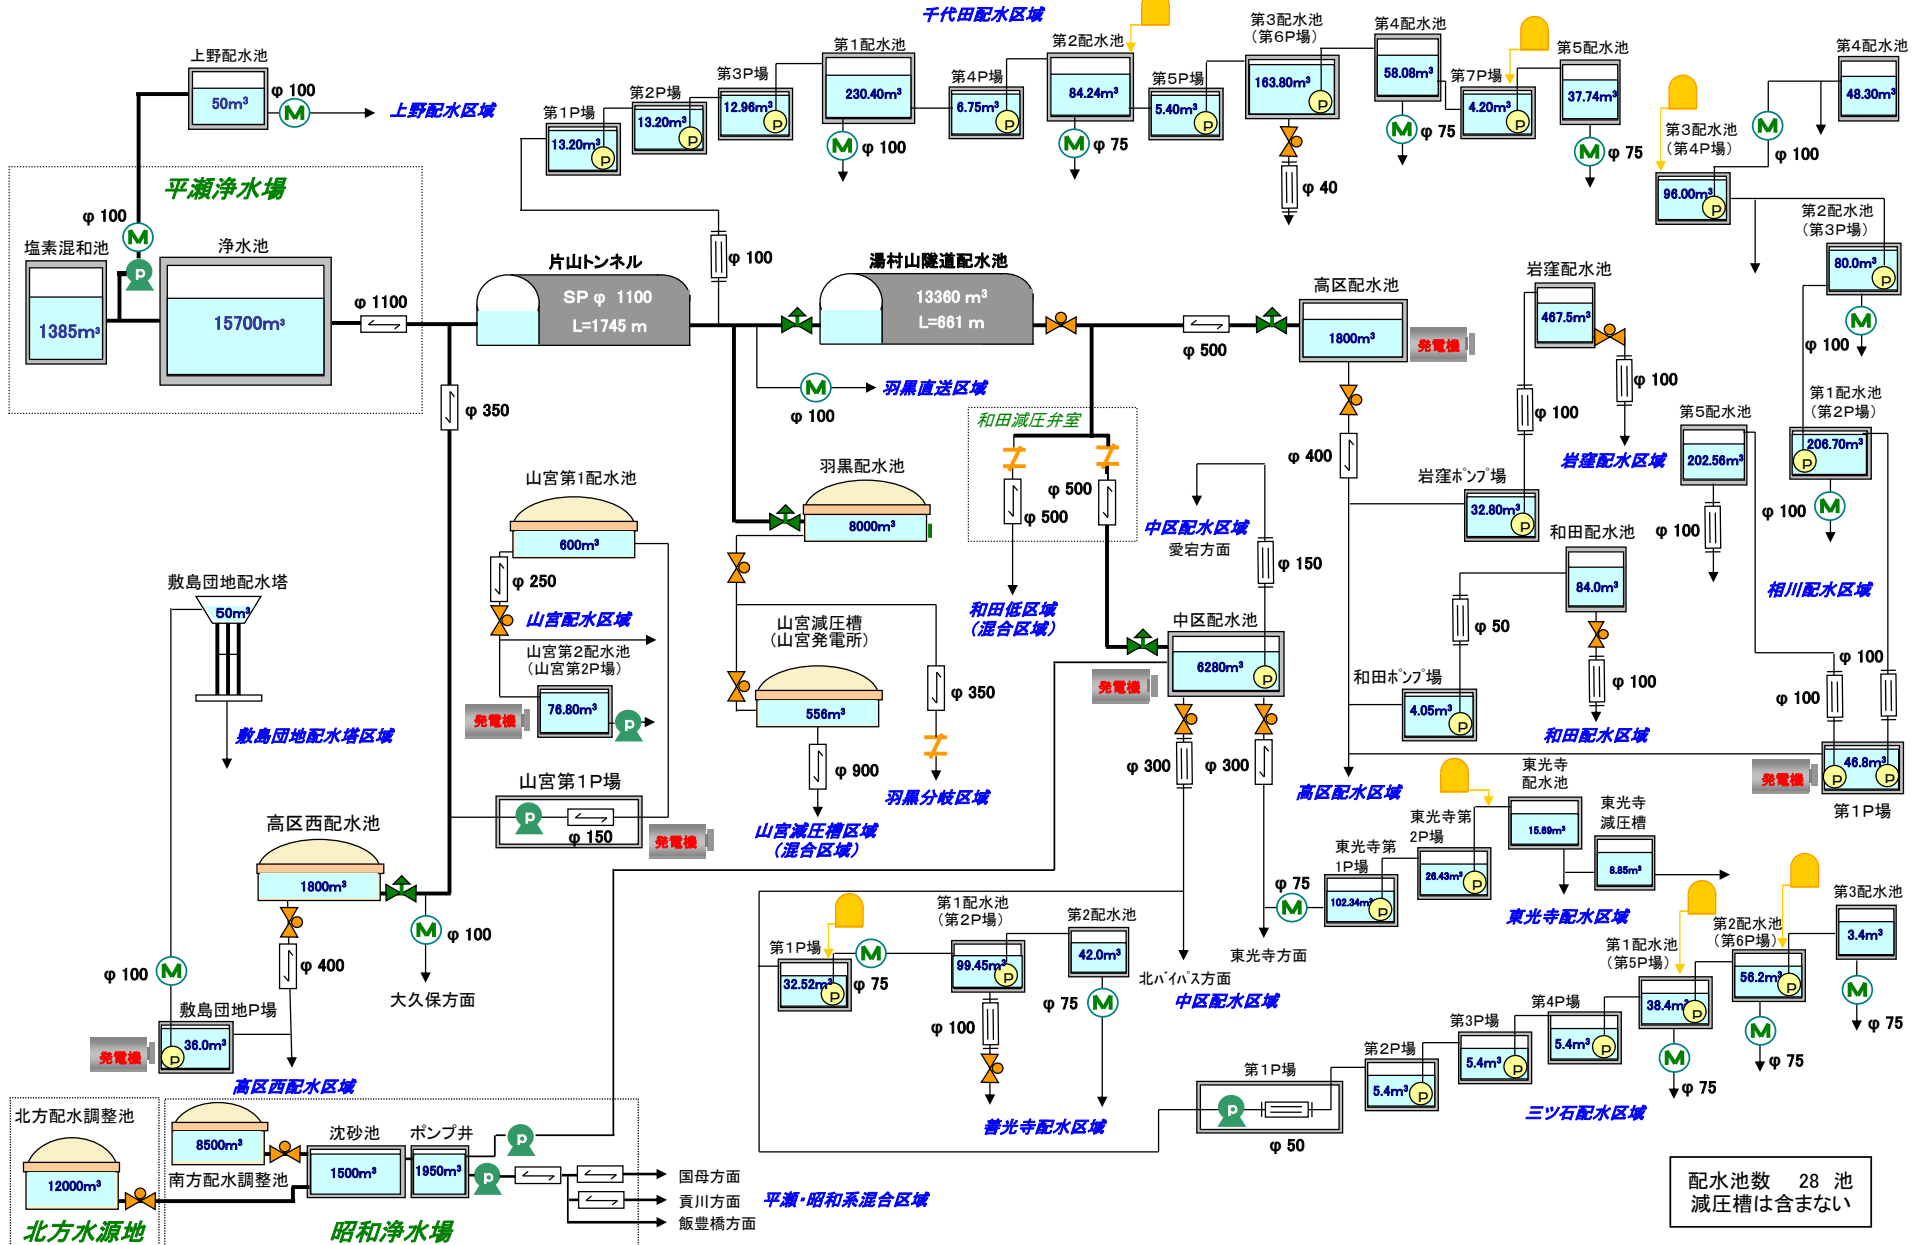 千代田配水区域
上野配水池
50m³
φ 100
上野配水区域
第1P場
13.20m³
第2P場
13.20m³
第3P場
12.96m³
第1配水池
230.40m³
φ 100
第4P場
6.75m³
第2配水池
84.24m³
φ 75
第5P場
5.40m³
第3配水池
(第6P場)
163.80m³
φ 40
第4配水池
58.08m³
φ 75
第7P場
4.20m³
第5配水池
37.74m³
φ 75
第3配水池
(第4P場)
96.00m³
φ 100
第4配水池
48.30m³
第2配水池
(第3P場)
80.0m³
φ 100
第1配水池
(第2P場)
206.70m³
φ 100
第5配水池
202.56m³
φ 100
相川配水区域
φ 100
φ 100
46.8m³
発電機
第1P場
平瀬浄水場
塩素混和池
1385m³
φ 100
浄水池
15700m³
φ 1100
片山トンネル
SP φ 1100
L=1745 m
φ 100
湯村山隧道配水池
13360 m³
L=661 m
φ 500
高区配水池
1800m³
発電機
φ 400
岩窪配水池
467.5m³
φ 100
φ 100
岩窪配水区域
岩窪ポンプ場
32.80m³
和田配水池
84.0m³
φ 50
φ 100
和田配水区域
和田ポンプ場
4.05m³
高区配水区域
φ 350
φ 100
羽黒直送区域
和田減圧弁室
φ 500
φ 500
和田低区域
(混合区域)
中区配水区域
愛宕方面
φ 150
中区配水池
6280m³
発電機
φ 300
φ 300
羽黒配水池
8000m³
山宮減圧槽
(山宮発電所)
556m³
φ 900
山宮減圧槽区域
(混合区域)
φ 350
羽黒分岐区域
山宮第1配水池
600m³
φ 250
山宮配水区域
山宮第2配水池
(山宮第2P場)
76.80m³
発電機
山宮第1P場
φ 150
発電機
敷島団地配水塔
50m³
敷島団地配水塔区域
高区西配水池
1800m³
φ 400
φ 100
大久保方面
φ 100
敷島団地P場
36.0m³
発電機
高区西配水区域
東光寺第
1P場
102.34m³
φ 75
東光寺第
2P場
26.43m³
東光寺
配水池
15.69m³
東光寺
減圧槽
8.85m³
東光寺配水区域
東光寺方面
北バイパス方面
中区配水区域
第1P場
32.52m³
φ 75
第1配水池
(第2P場)
99.45m³
φ 100
第2配水池
42.0m³
φ 75
善光寺配水区域
第1P場
φ 50
第2P場
5.4m³
第3P場
5.4m³
第4P場
5.4m³
第1配水池
(第5P場)
38.4m³
φ 75
第2配水池
(第6P場)
56.2m³
φ 75
第3配水池
3.4m³
φ 75
三ツ石配水区域
北方配水調整池
12000m³
北方水源地
8500m³
南方配水調整池
沈砂池
1500m³
ポンプ井
1950m³
昭和浄水場
国母方面
貢川方面
飯豊橋方面
平瀬・昭和系混合区域
配水池数 28 池
減圧槽は含まない